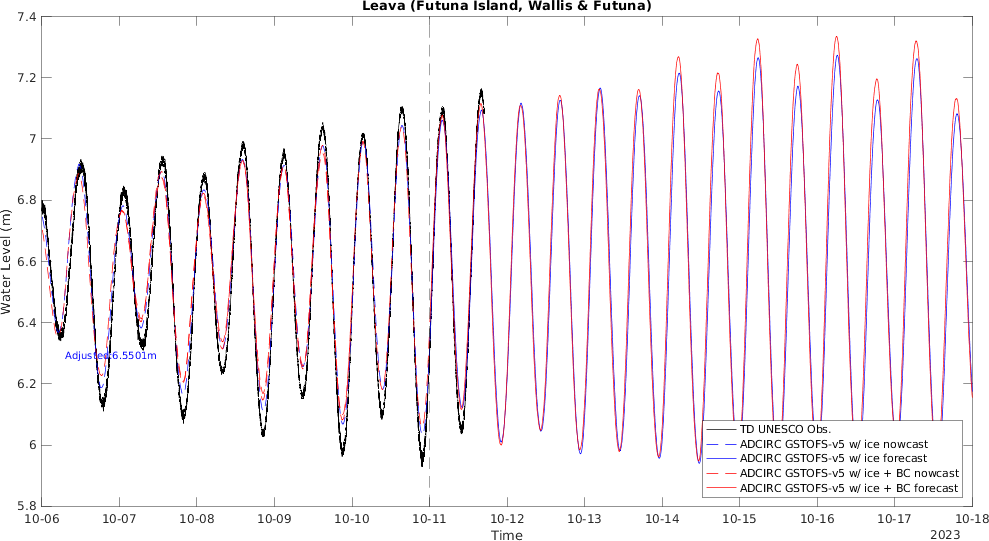 Leava (Futuna Island, Wallis & Futuna)
7.4
7.2
7
6.8
6.6
6.4
6.2
6
5.8
Water Level (m)
Adjusted 6.5501m
TD UNESCO Obs.
ADCIRC GSTOFS-v5 w/ ice nowcast
ADCIRC GSTOFS-v5 w/ ice forecast
ADCIRC GSTOFS-v5 w/ ice + BC nowcast
ADCIRC GSTOFS-v5 w/ ice + BC forecast
10-06 10-07 10-08 10-09 10-10 10-11 10-12 10-13 10-14 10-15 10-16 10-17 10-18
Time
2023